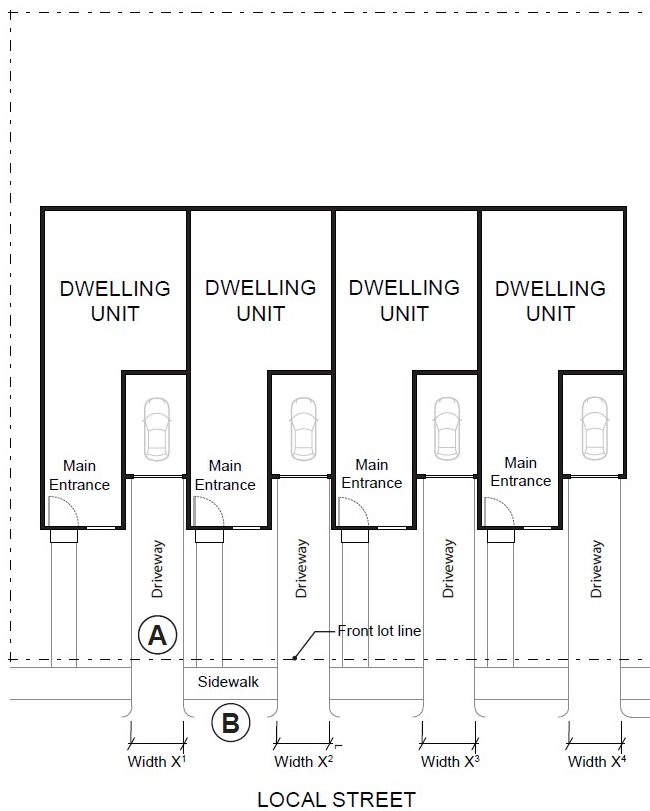 DWELLING
UNIT
DWELLING
UNIT
DWELLING
UNIT
DWELLING
UNIT
Main
Entrance
Main
Entrance
Main
Entrance
Main
Entrance
Driveway
Driveway
Driveway
Driveway
A
Front lot line
Sidewalk
B
Width X¹
Width X²
Width X³
Width X⁴
LOCAL STREET